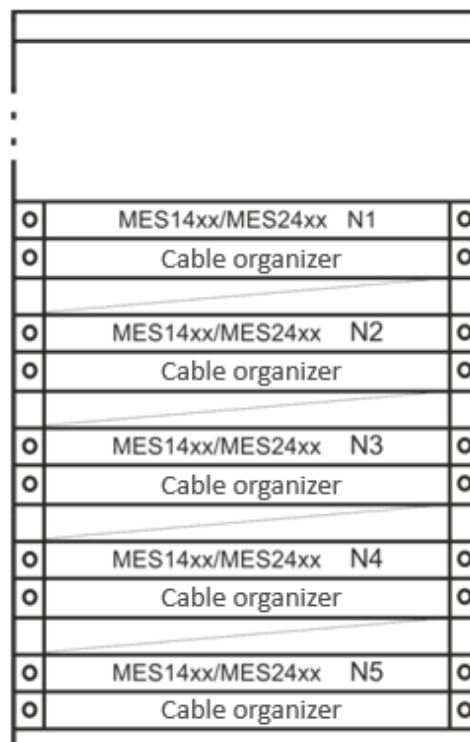 MES14xx/MES24xx N1
Cable organizer
MES14xx/MES24xx N2
Cable organizer
MES14xx/MES24xx N3
Cable organizer
MES14xx/MES24xx N4
Cable organizer
MES14xx/MES24xx N5
Cable organizer